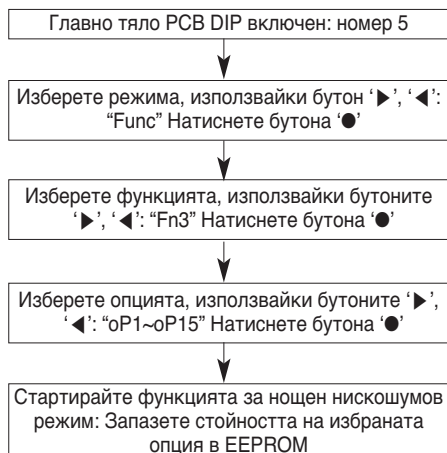 Главно тяло PCB DIP включен: номер 5
Изберете режима, използвайки бутон ‘▶’, ‘◀’:
“Func” Натиснете бутона ‘●’
Изберете функцията, използвайки бутоните
‘▶’, ‘◀’: “Fn3” Натиснете бутона ‘●’
Изберете опцията, използвайки бутоните ‘▶’,
‘◀’: “oP1~oP15” Натиснете бутона ‘●’
Стартирайте функцията за нощен нискошумов
режим: Запазете стойността на избраната
опция в EEPROM